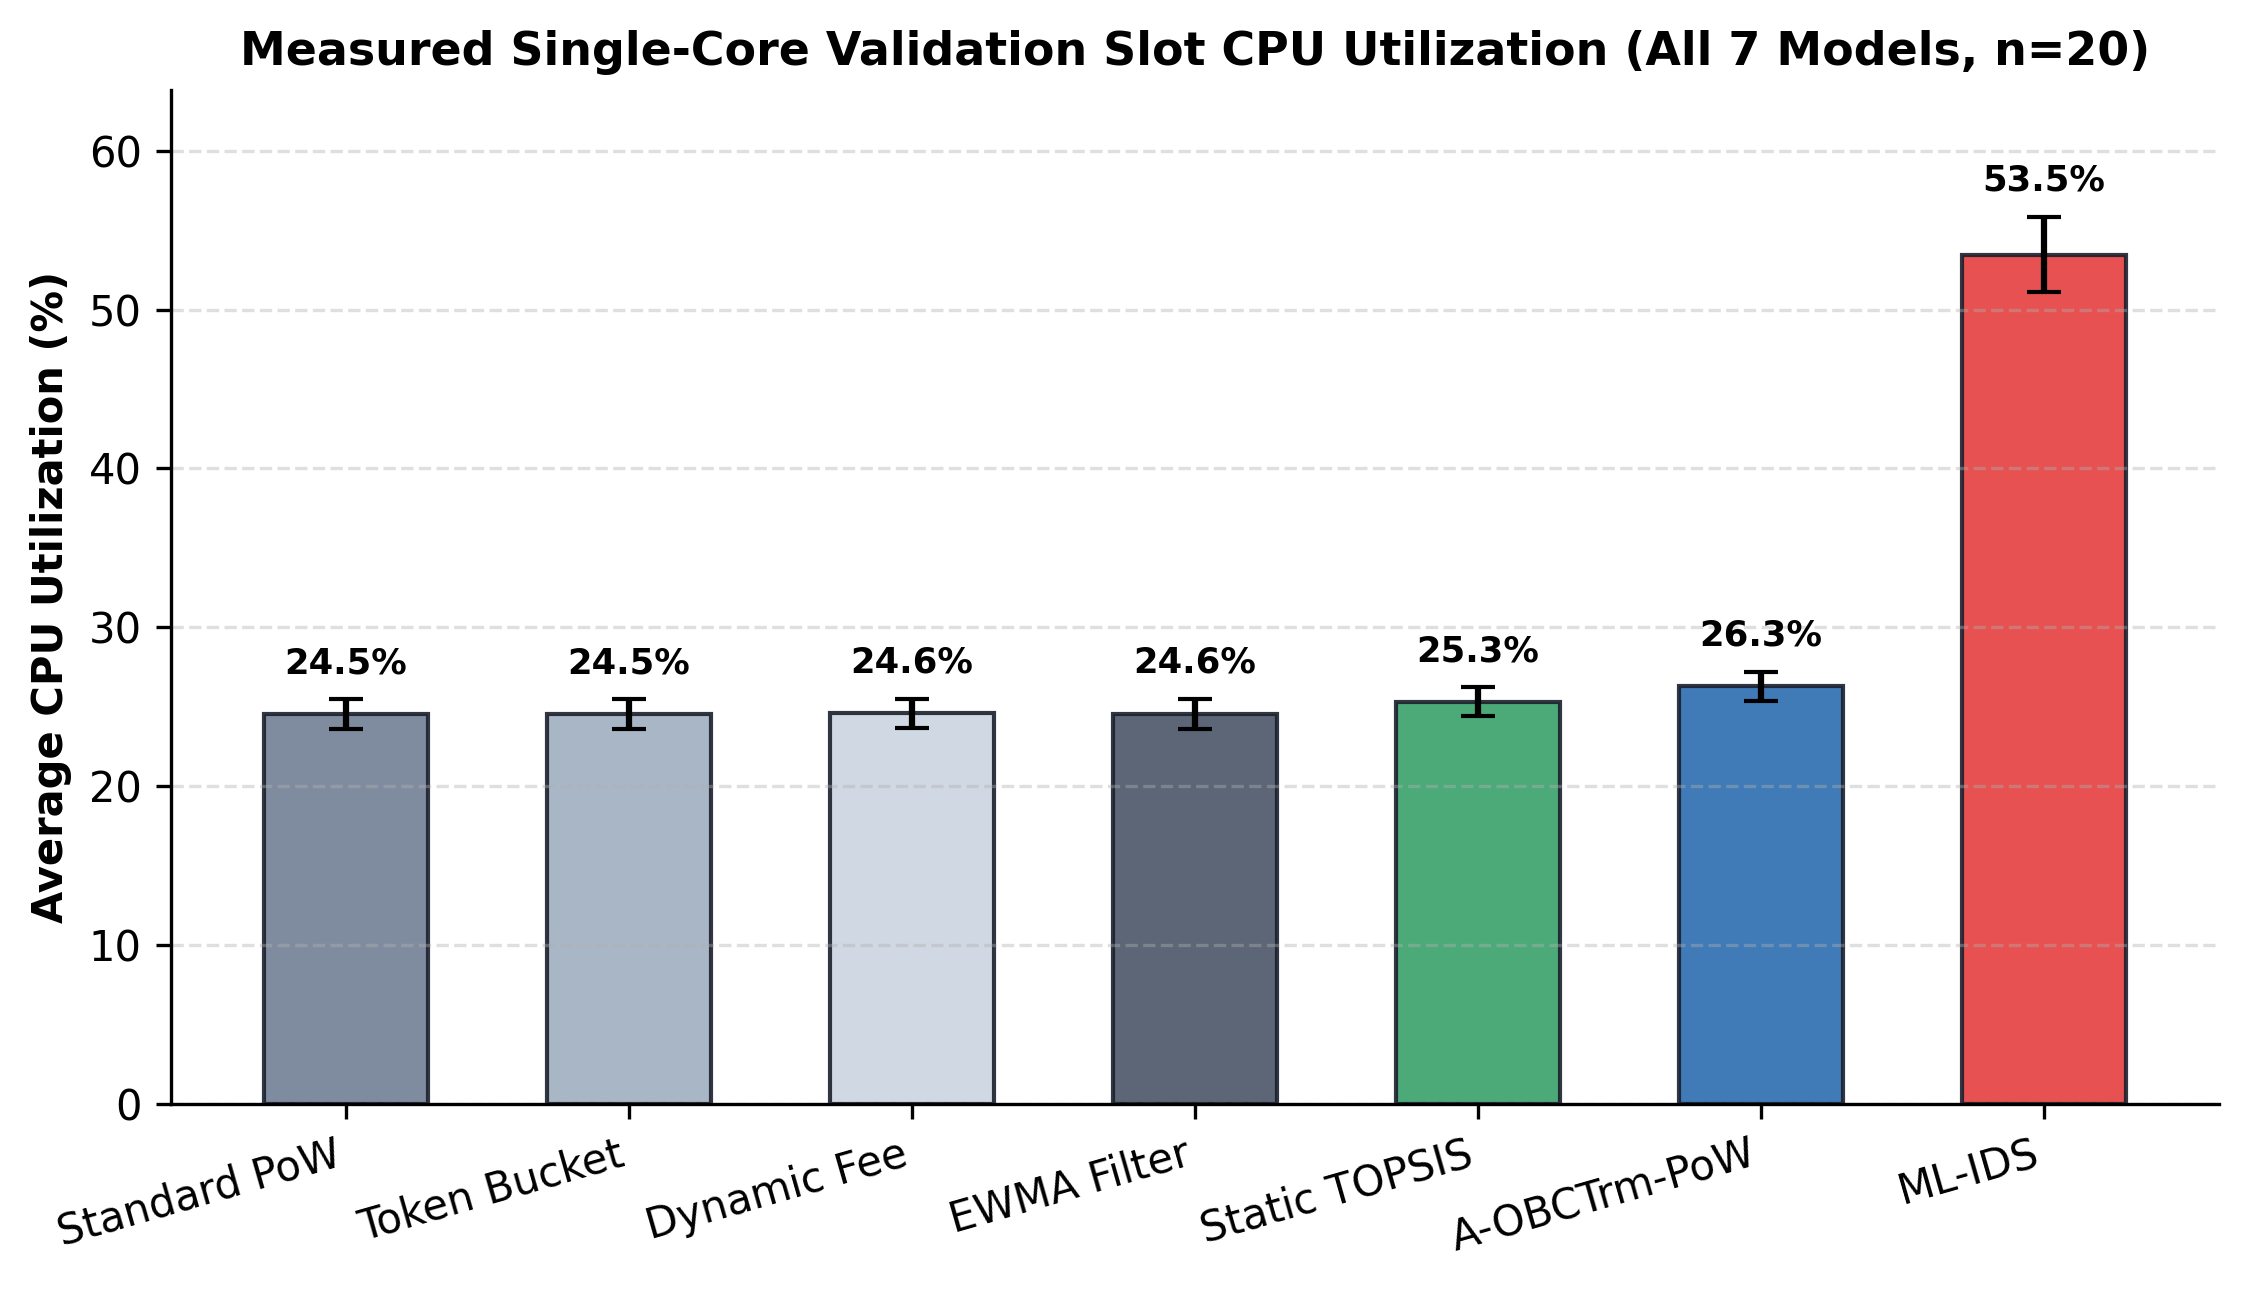 Measured Single-Core Validation Slot CPU Utilization (All 7 Models, n=20)
Average CPU Utilization (%)
60
50
40
30
20
10
0
24.5%
24.5%
24.6%
24.6%
25.3%
26.3%
53.5%
Standard PoW
Token Bucket
Dynamic Fee
EWMA Filter
Static TOPSIS
A-OBCTrm-PoW
ML-IDS